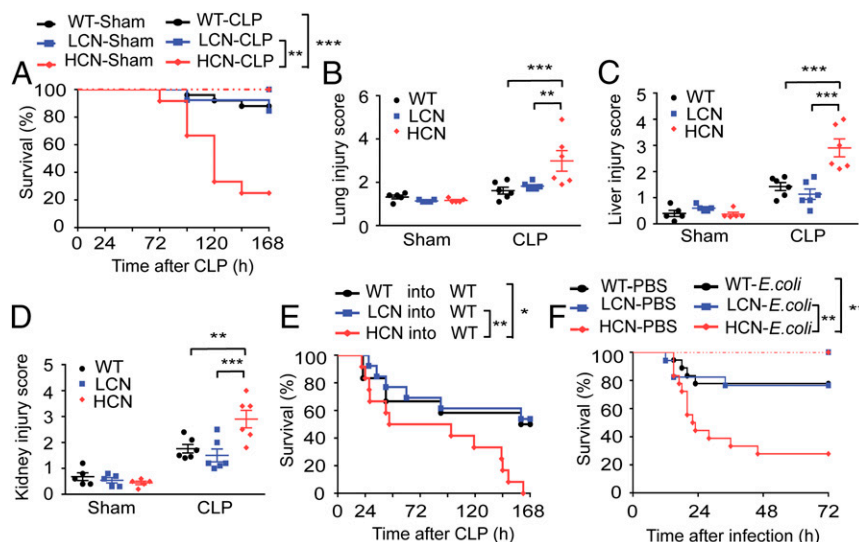 WT-Sham WT-CLP
LCN-Sham LCN-CLP ** ***
HCN-Sham HCN-CLP
A
Survival (%)
100
80
60
40
20
0
0 24 72 120 168
Time after CLP (h)
B
Lung injury score
6
4
2
0
WT
LCN
HCN
***
**
Sham CLP
C
Liver injury score
5
4
3
2
1
0
WT
LCN
HCN
***
***
Sham CLP
D
Kidney injury score
5
4
3
2
1
0
WT
LCN
HCN
**
***
Sham CLP
E
WT into WT
LCN into WT ** *
HCN into WT
Survival (%)
100
80
60
40
20
0
0 24 72 120 168
Time after CLP (h)
F
WT-PBS WT-E.coli
LCN-PBS LCN-E.coli ** **
HCN-PBS HCN-E.coli
Survival (%)
100
80
60
40
20
0
0 24 48 72
Time after infection (h)